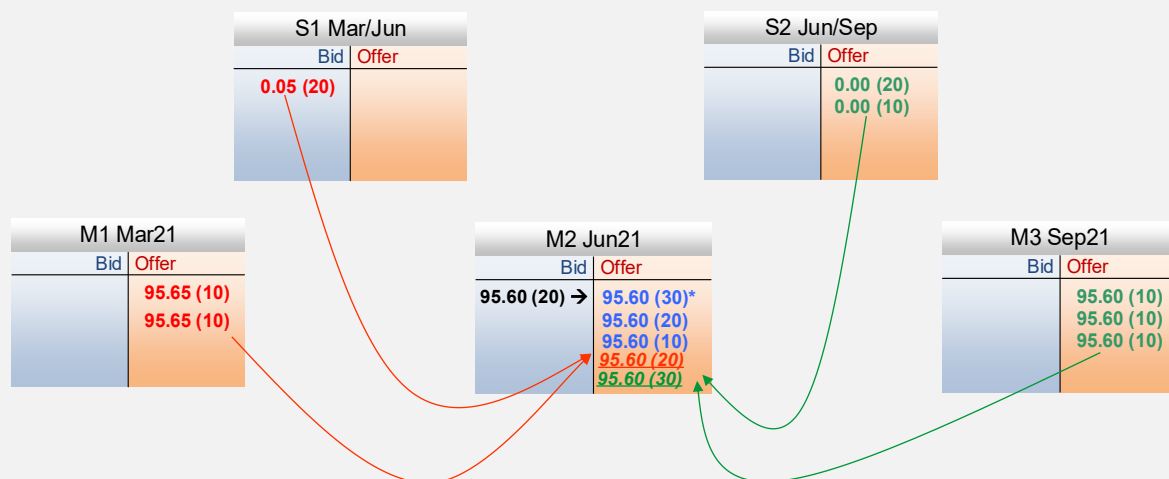 S1 Mar/Jun
Bid Offer
0.05 (20)
S2 Jun/Sep
Bid Offer
0.00 (20)
0.00 (10)
M1 Mar21
Bid Offer
95.65 (10)
95.65 (10)
M2 Jun21
Bid Offer
95.60 (20) → 95.60 (30)*
95.60 (20)
95.60 (10)
95.60 (20)
95.60 (30)
M3 Sep21
Bid Offer
95.60 (10)
95.60 (10)
95.60 (10)